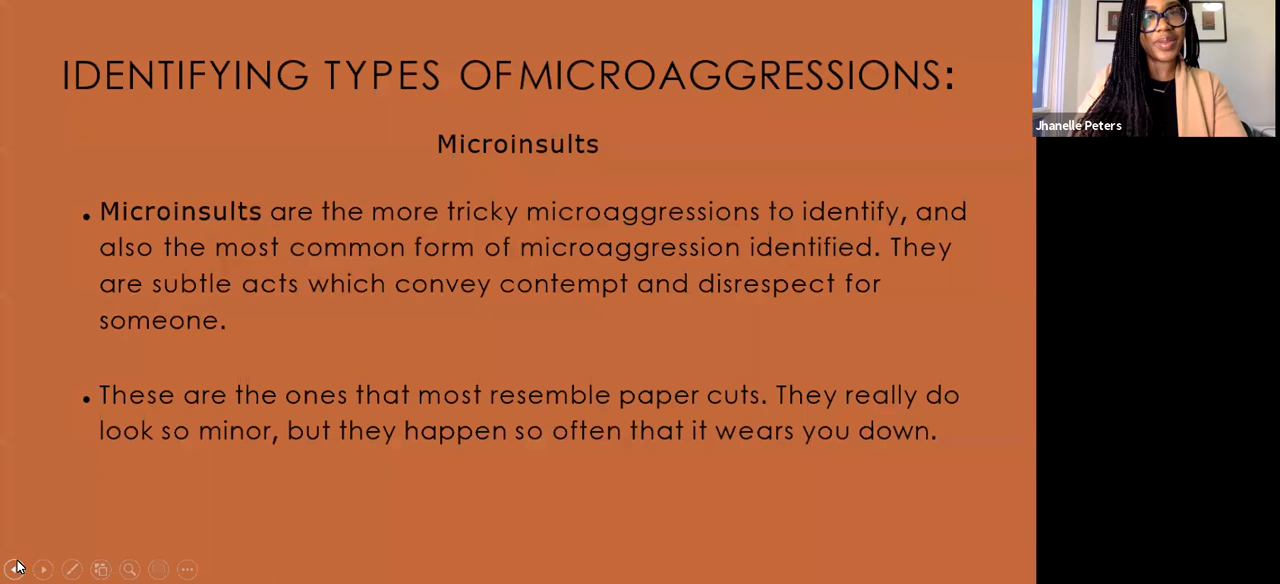 IDENTIFYING TYPES OF MICROAGGRESSIONS:
Microinsults
• Microinsults are the more tricky microaggressions to identify, and
also the most common form of microaggression identified. They
are subtle acts which convey contempt and disrespect for
someone.
• These are the ones that most resemble paper cuts. They really do
look so minor, but they happen so often that it wears you down.
Jhanelle Peters